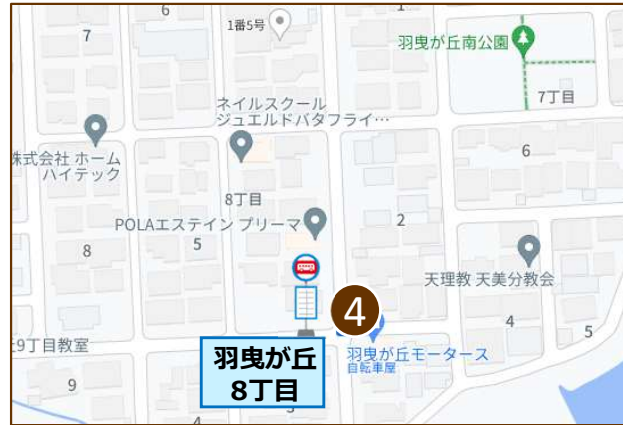 6
1番5号
1
羽曳が丘南公園
7
7丁目
ネイルスクール
ジュエルドバタフライ…
株式会社 ホーム
ハイテック
6
8丁目
POLAエステイン プリーマ
2
8
5
天理教 天美分教会
4
4
5
9丁目教室
羽曳が丘
8丁目
羽曳が丘モータース
自転車屋
9
3
4